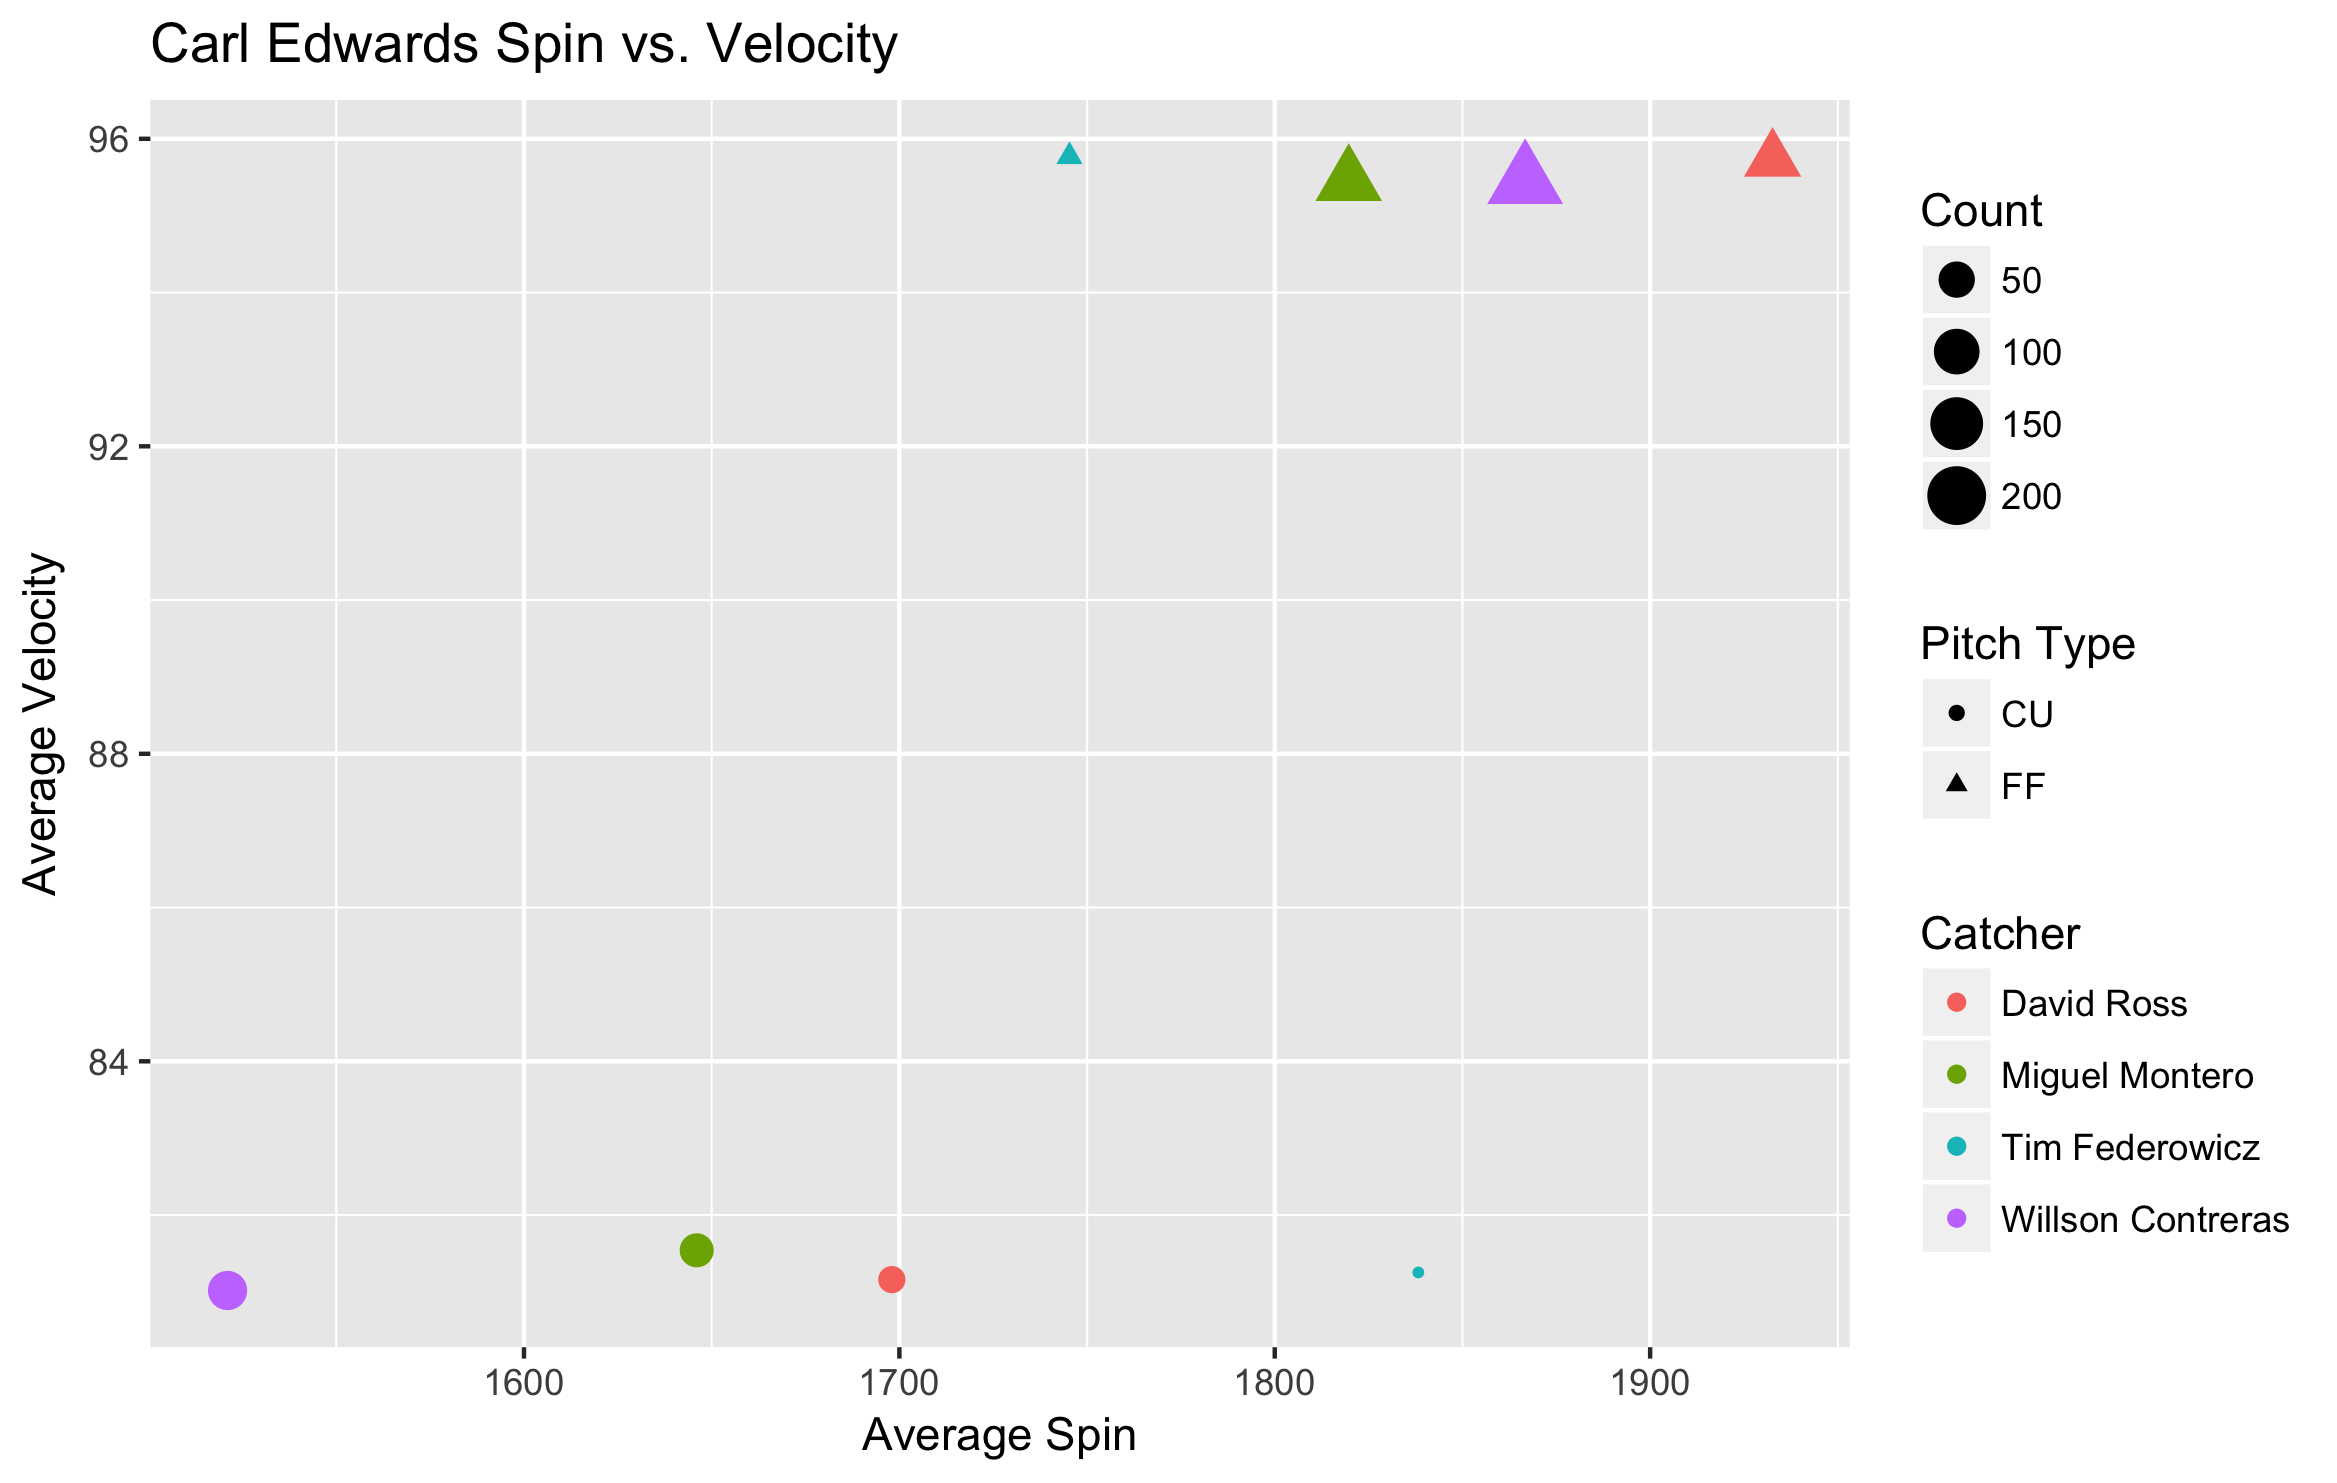 Carl Edwards Spin vs. Velocity
96
92
88
84
Average Velocity
1600 1700 1800 1900
Average Spin
Count
50
100
150
200
Pitch Type
CU
FF
Catcher
David Ross
Miguel Montero
Tim Federowicz
Willson Contreras